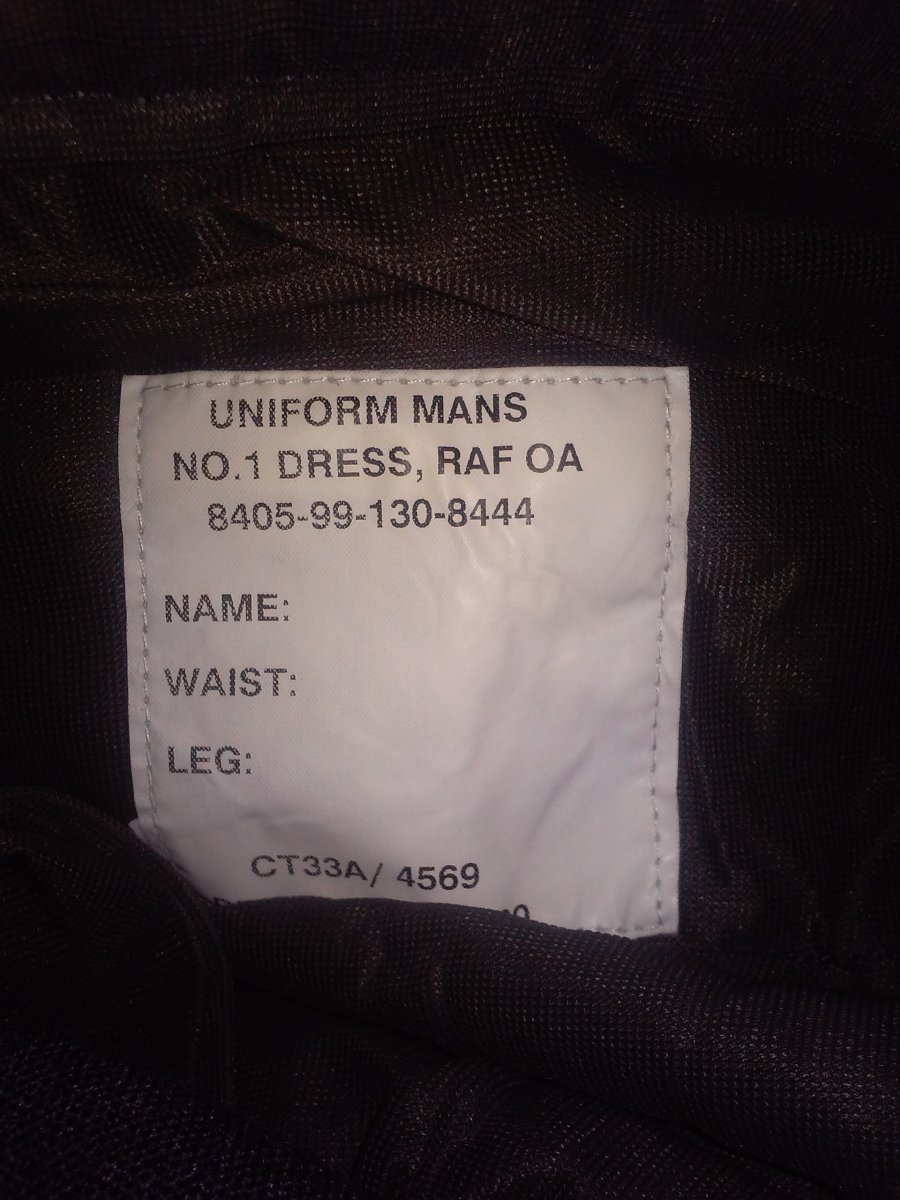 UNIFORM MANS
NO.1 DRESS, RAF OA
8405-99-130-8444
NAME:
WAIST:
LEG:
CT33A/ 4569